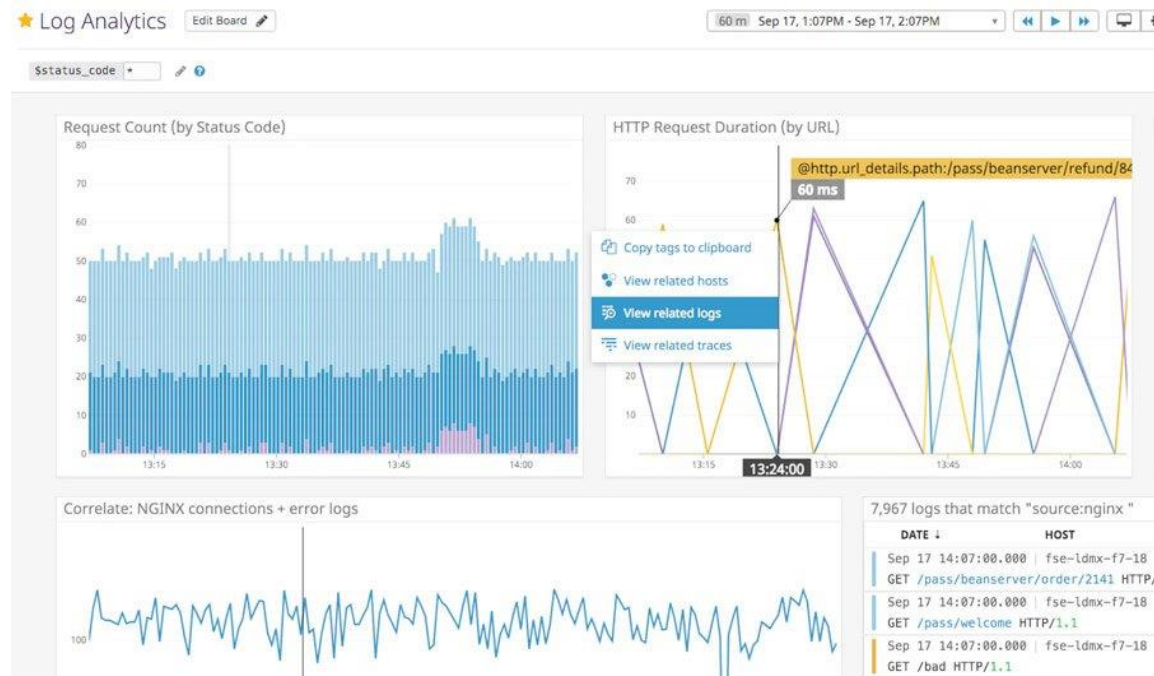 Log Analytics Edit Board
60 m Sep 17, 1:07PM - Sep 17, 2:07PM
$status_code *
Request Count (by Status Code)
80
70
60
50
40
30
20
10
0
13:15 13:30 13:45 14:00
HTTP Request Duration (by URL)
@http.url_details.path:/pass/beanserver/refund/84
60 ms
70
60
Copy tags to clipboard
View related hosts
View related logs
View related traces
20
10
13:15 13:24:00 13:30 13:45 14:00
Correlate: NGINX connections + error logs
100
7,967 logs that match "source:nginx "
DATE ↓ HOST
Sep 17 14:07:00.000 | fse-ldmx-f7-18
GET /pass/beanserver/order/2141 HTTP/
Sep 17 14:07:00.000 | fse-ldmx-f7-18
GET /pass/welcome HTTP/1.1
Sep 17 14:07:00.000 | fse-ldmx-f7-18
GET /bad HTTP/1.1